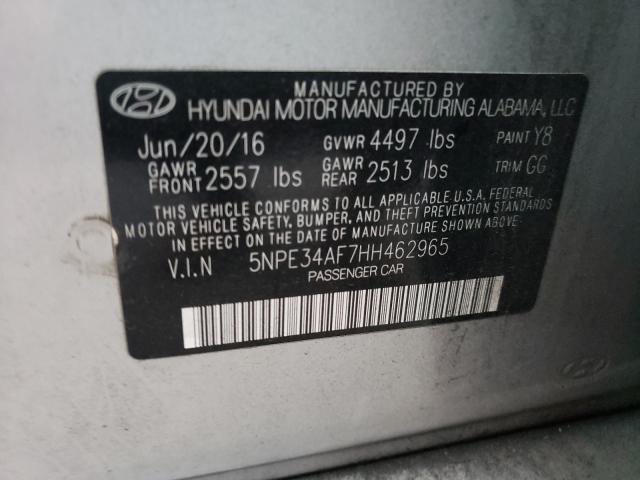 MANUFACTURED BY
HYUNDAI MOTOR MANUFACTURING ALABAMA, LLC
Jun/20/16 GVWR 4497 lbs PAINT Y8
GAWR FRONT 2557 lbs GAWR REAR 2513 lbs TRIM GG
THIS VEHICLE CONFORMS TO ALL APPLICABLE U.S.A. FEDERAL
MOTOR VEHICLE SAFETY, BUMPER, AND THEFT PREVENTION STANDARDS
IN EFFECT ON THE DATE OF MANUFACTURE SHOWN ABOVE.
V.I.N 5NPE34AF7HH462965
PASSENGER CAR